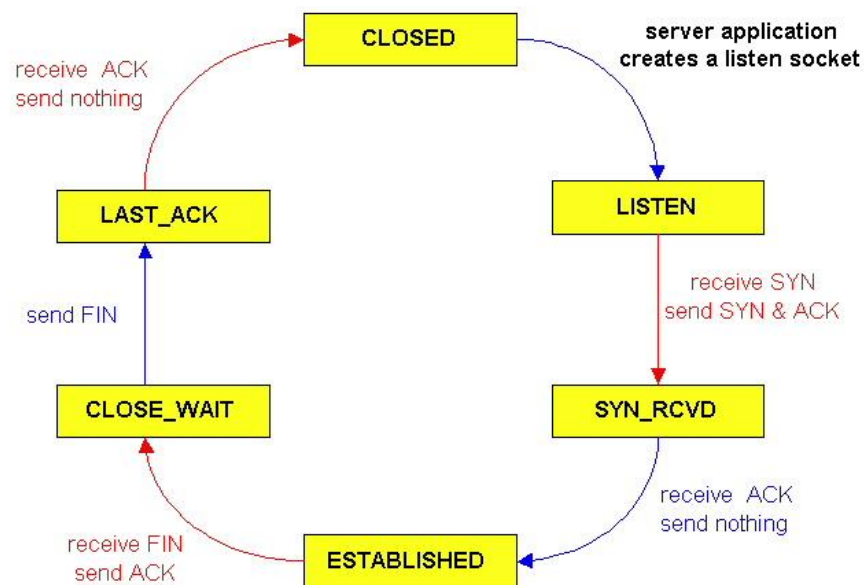 CLOSED
server application
creates a listen socket
receive ACK
send nothing
LAST_ACK
LISTEN
receive SYN
send SYN & ACK
send FIN
CLOSE_WAIT
SYN_RCVD
receive ACK
send nothing
receive FIN
send ACK
ESTABLISHED